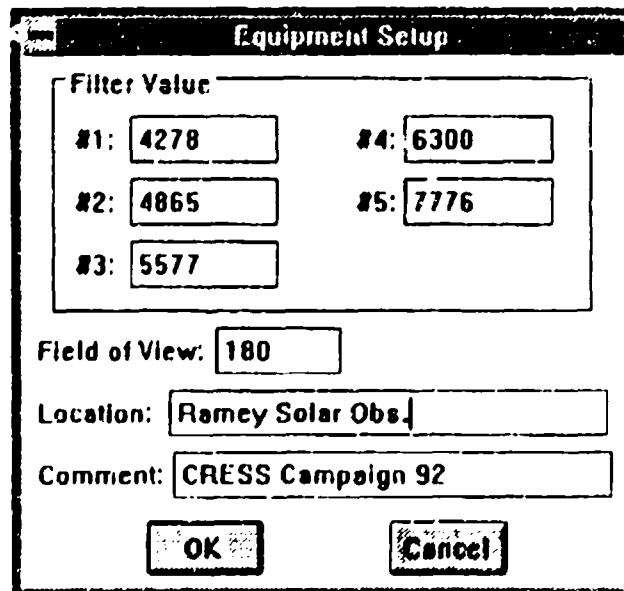 Equipment Setup
Filter Value
#1: 4278 #4: 6300
#2: 4865 #5: 7776
#3: 5577
Field of View: 180
Location: Ramey Solar Obs.
Comment: CRESS Campaign 92
OK Cancel